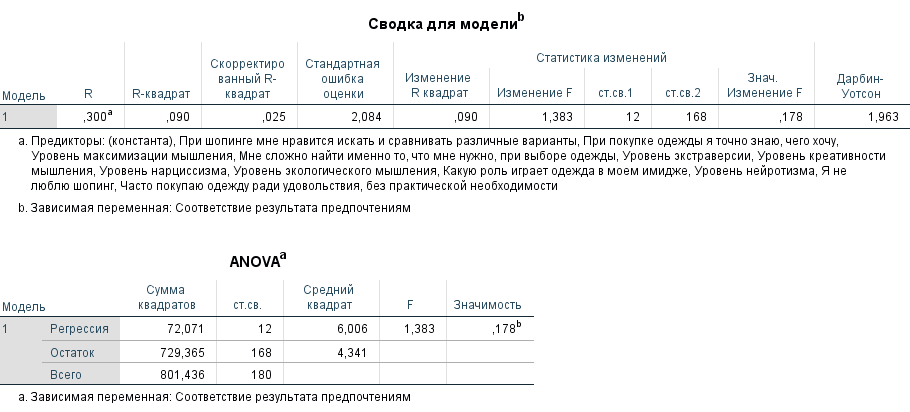 Сводка для модели b
Статистика изменений
Модель R R-квадрат Скорректированный R-квадрат Стандартная ошибка оценки Изменение R квадрат Изменение F ст.св.1 ст.св.2 Знач. Изменение F Дарбин-Уотсон
1 ,300a ,090 ,025 2,084 ,090 1,383 12 168 ,178 1,963
a. Предикторы: (константа), При шопинге мне нравится искать и сравнивать различные варианты, При покупке одежды я точно знаю, чего хочу,
Уровень максимизации мышления, Мне сложно найти именно то, что мне нужно, при выборе одежды, Уровень экстраверсии, Уровень креативности
мышления, Уровень нарциссизма, Уровень экологического мышления, Какую роль играет одежда в моем имидже, Уровень нейротизма, Я не
люблю шопинг, Часто покупаю одежду ради удовольствия, без практической необходимости
b. Зависимая переменная: Соответствие результата предпочтениям
ANOVAa
Модель Сумма квадратов ст.св. Средний квадрат F Значимость
1 Регрессия 72,071 12 6,006 1,383 ,178b
Остаток 729,365 168 4,341
Всего 801,436 180
a. Зависимая переменная: Соответствие результата предпочтениям